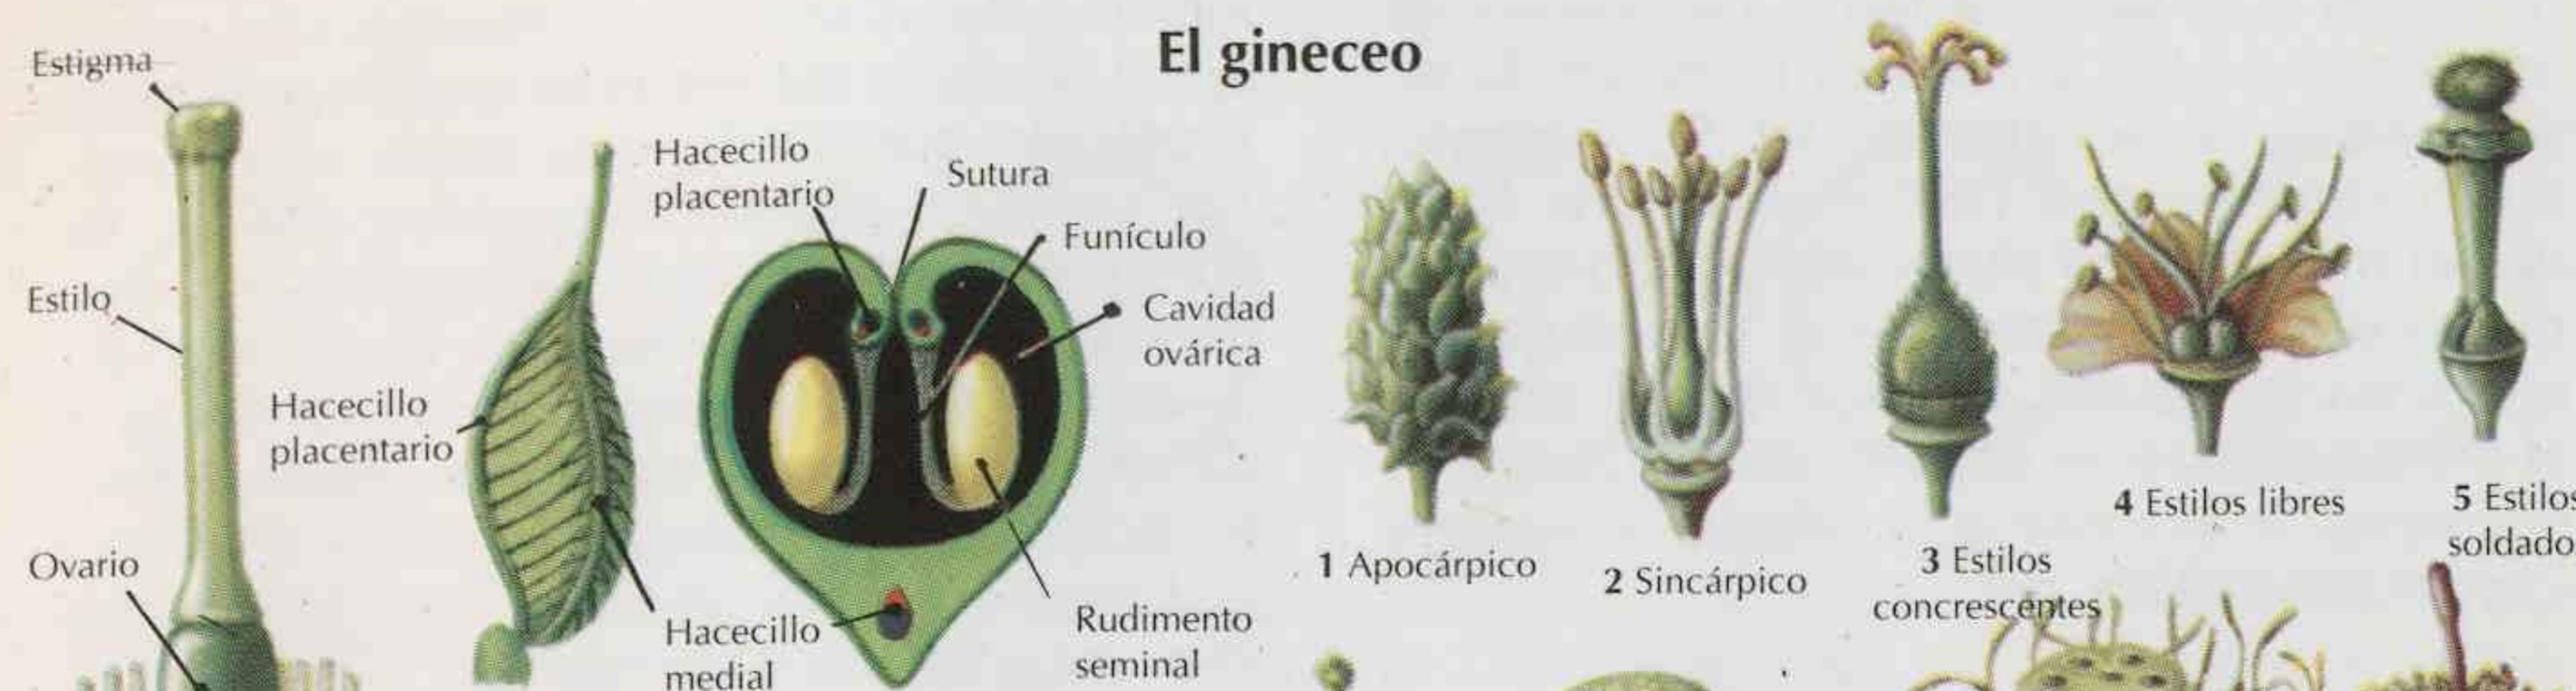 El gineceo
Estigma
Estilo
Ovario
Hacecillo
placentario
Hacecillo
placentario
Sutura
Funículo
Cavidad
ovárica
Hacecillo
medial
Rudimento
seminal
1 Apocárpico
2 Sincárpico
3 Estilos
concrescentes
4 Estilos libres
5 Estilos
soldado